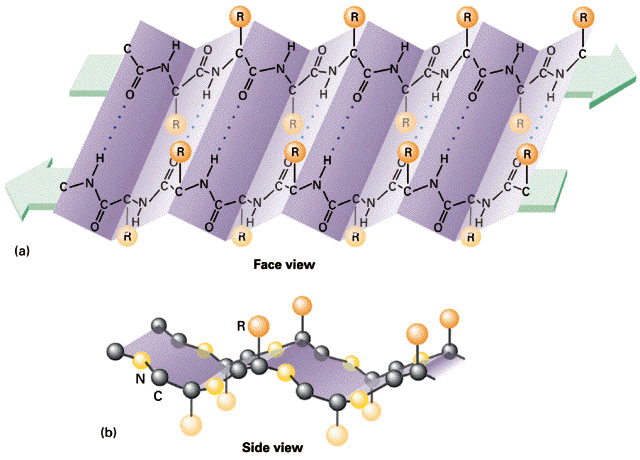 R R R R
C H O H O H O H O
C N C N C C N C N C C N C N C C N C N C
O H O H O H O H
R R R R
R R R R
H O H O H O H O
C N C C N C C N C C N C C
C C N C C N C C N C C N
O H O H O H O H
R R R R
(a)
Face view
R
N
C
(b)
Side view